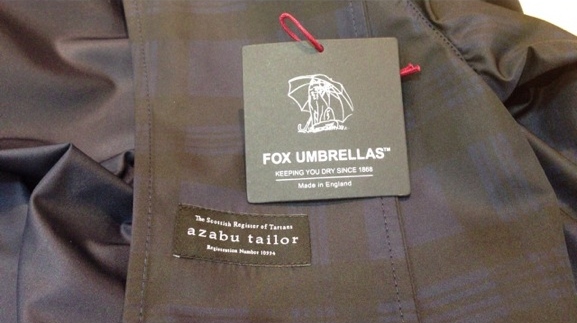 FOX UMBRELLAS™
KEEPING YOU DRY SINCE 1868
Made in England
The Scottish Register of Tartans
azabu tailor
Registration Number 10994